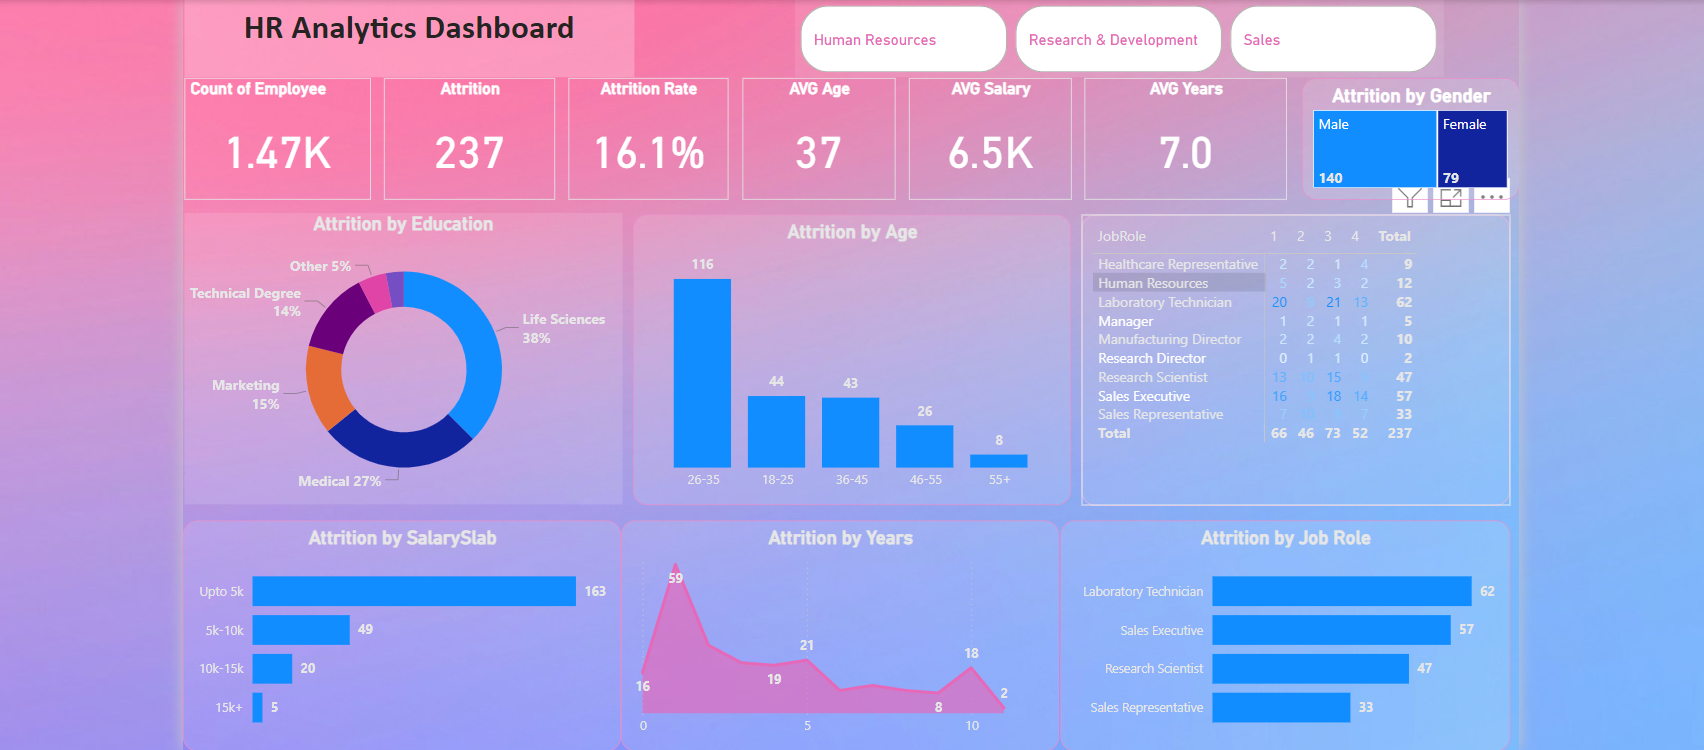 HR Analytics Dashboard
Human Resources
Research & Development
Sales
Count of Employee
1.47K
Attrition
237
Attrition Rate
16.1%
AVG Age
37
AVG Salary
6.5K
AVG Years
7.0
Attrition by Gender
Male
140
Female
79
Attrition by Education
Other 5%
Technical Degree
14%
Life Sciences
38%
Marketing
15%
Medical 27%
Attrition by Age
116
44
43
26
8
26-35 18-25 36-45 46-55 55+
JobRole 1 2 3 4 Total
Healthcare Representative 2 2 1 4 9
Human Resources 5 2 3 2 12
Laboratory Technician 20 21 13 62
Manager 1 2 1 1 5
Manufacturing Director 2 2 4 2 10
Research Director 0 1 1 0 2
Research Scientist 13 15 47
Sales Executive 16 18 14 57
Sales Representative 7 7 33
Total 66 46 73 52 237
Attrition by SalarySlab
Upto 5k 163
5k-10k 49
10k-15k 20
15k+ 5
Attrition by Years
59
16
19
21
8
18
2
0 5 10
Attrition by Job Role
Laboratory Technician 62
Sales Executive 57
Research Scientist 47
Sales Representative 33